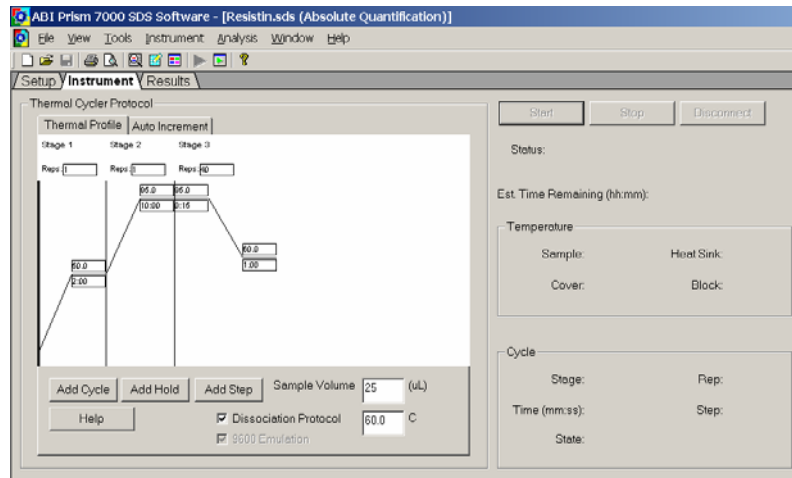 ABI Prism 7000 SDS Software - [Resistin.sds (Absolute Quantification)]
File View Tools Instrument Analysis Window Help
Setup Instrument Results
Thermal Cycler Protocol
Thermal Profile Auto Increment
Stage 1 Stage 2 Stage 3
Reps: 1 Reps: 1 Reps: 40
95.0 95.0
10:00 0:15
50.0
2:00
60.0
1:00
Add Cycle Add Hold Add Step Sample Volume 25 (uL)
Help Dissociation Protocol 60.0 C
9600 Emulation
Start Stop Disconnect
Status:
Est. Time Remaining (hh:mm):
Temperature
Sample: Heat Sink:
Cover: Block:
Cycle
Stage: Rep:
Time (mm:ss): Step:
State: